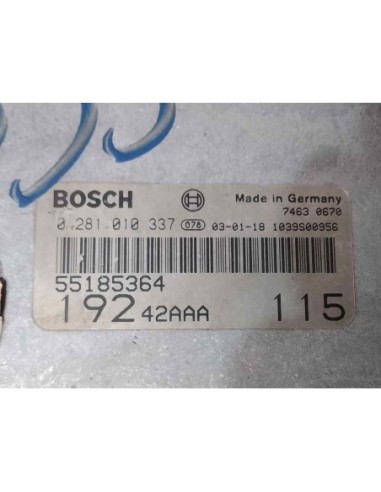 BOSCH Made in Germany
7463 0670
0 281 010 337 078 03-01-18 1039S00956
55185364
192 42AAA 115